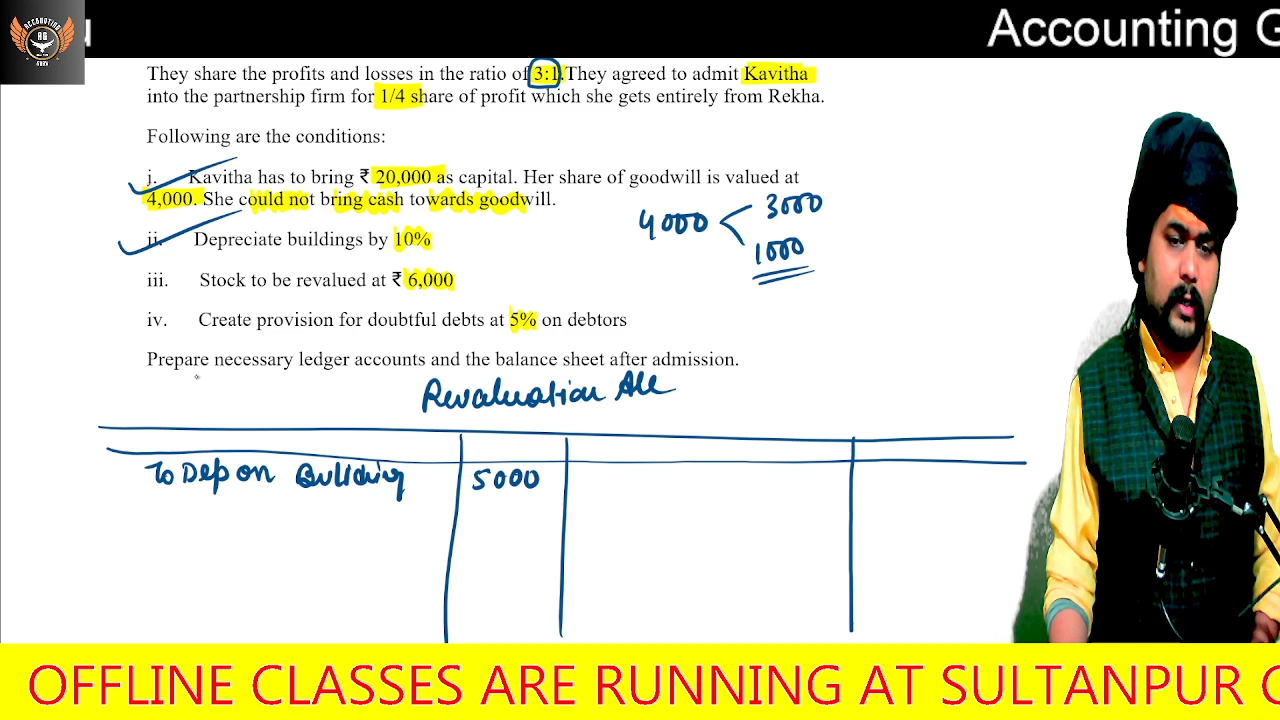 Accounting G
ACCOUNTING
AG
GURU
They share the profits and losses in the ratio of 3:1.They agreed to admit Kavitha
into the partnership firm for 1/4 share of profit which she gets entirely from Rekha.
Following are the conditions:
i. Kavitha has to bring ₹ 20,000 as capital. Her share of goodwill is valued at
4,000. She could not bring cash towards goodwill.
4000 < 3000
1000
ii. Depreciate buildings by 10%
iii. Stock to be revalued at ₹ 6,000
iv. Create provision for doubtful debts at 5% on debtors
Prepare necessary ledger accounts and the balance sheet after admission.
Revaluation A/c
To Dep on Building 5000
OFFLINE CLASSES ARE RUNNING AT SULTANPUR